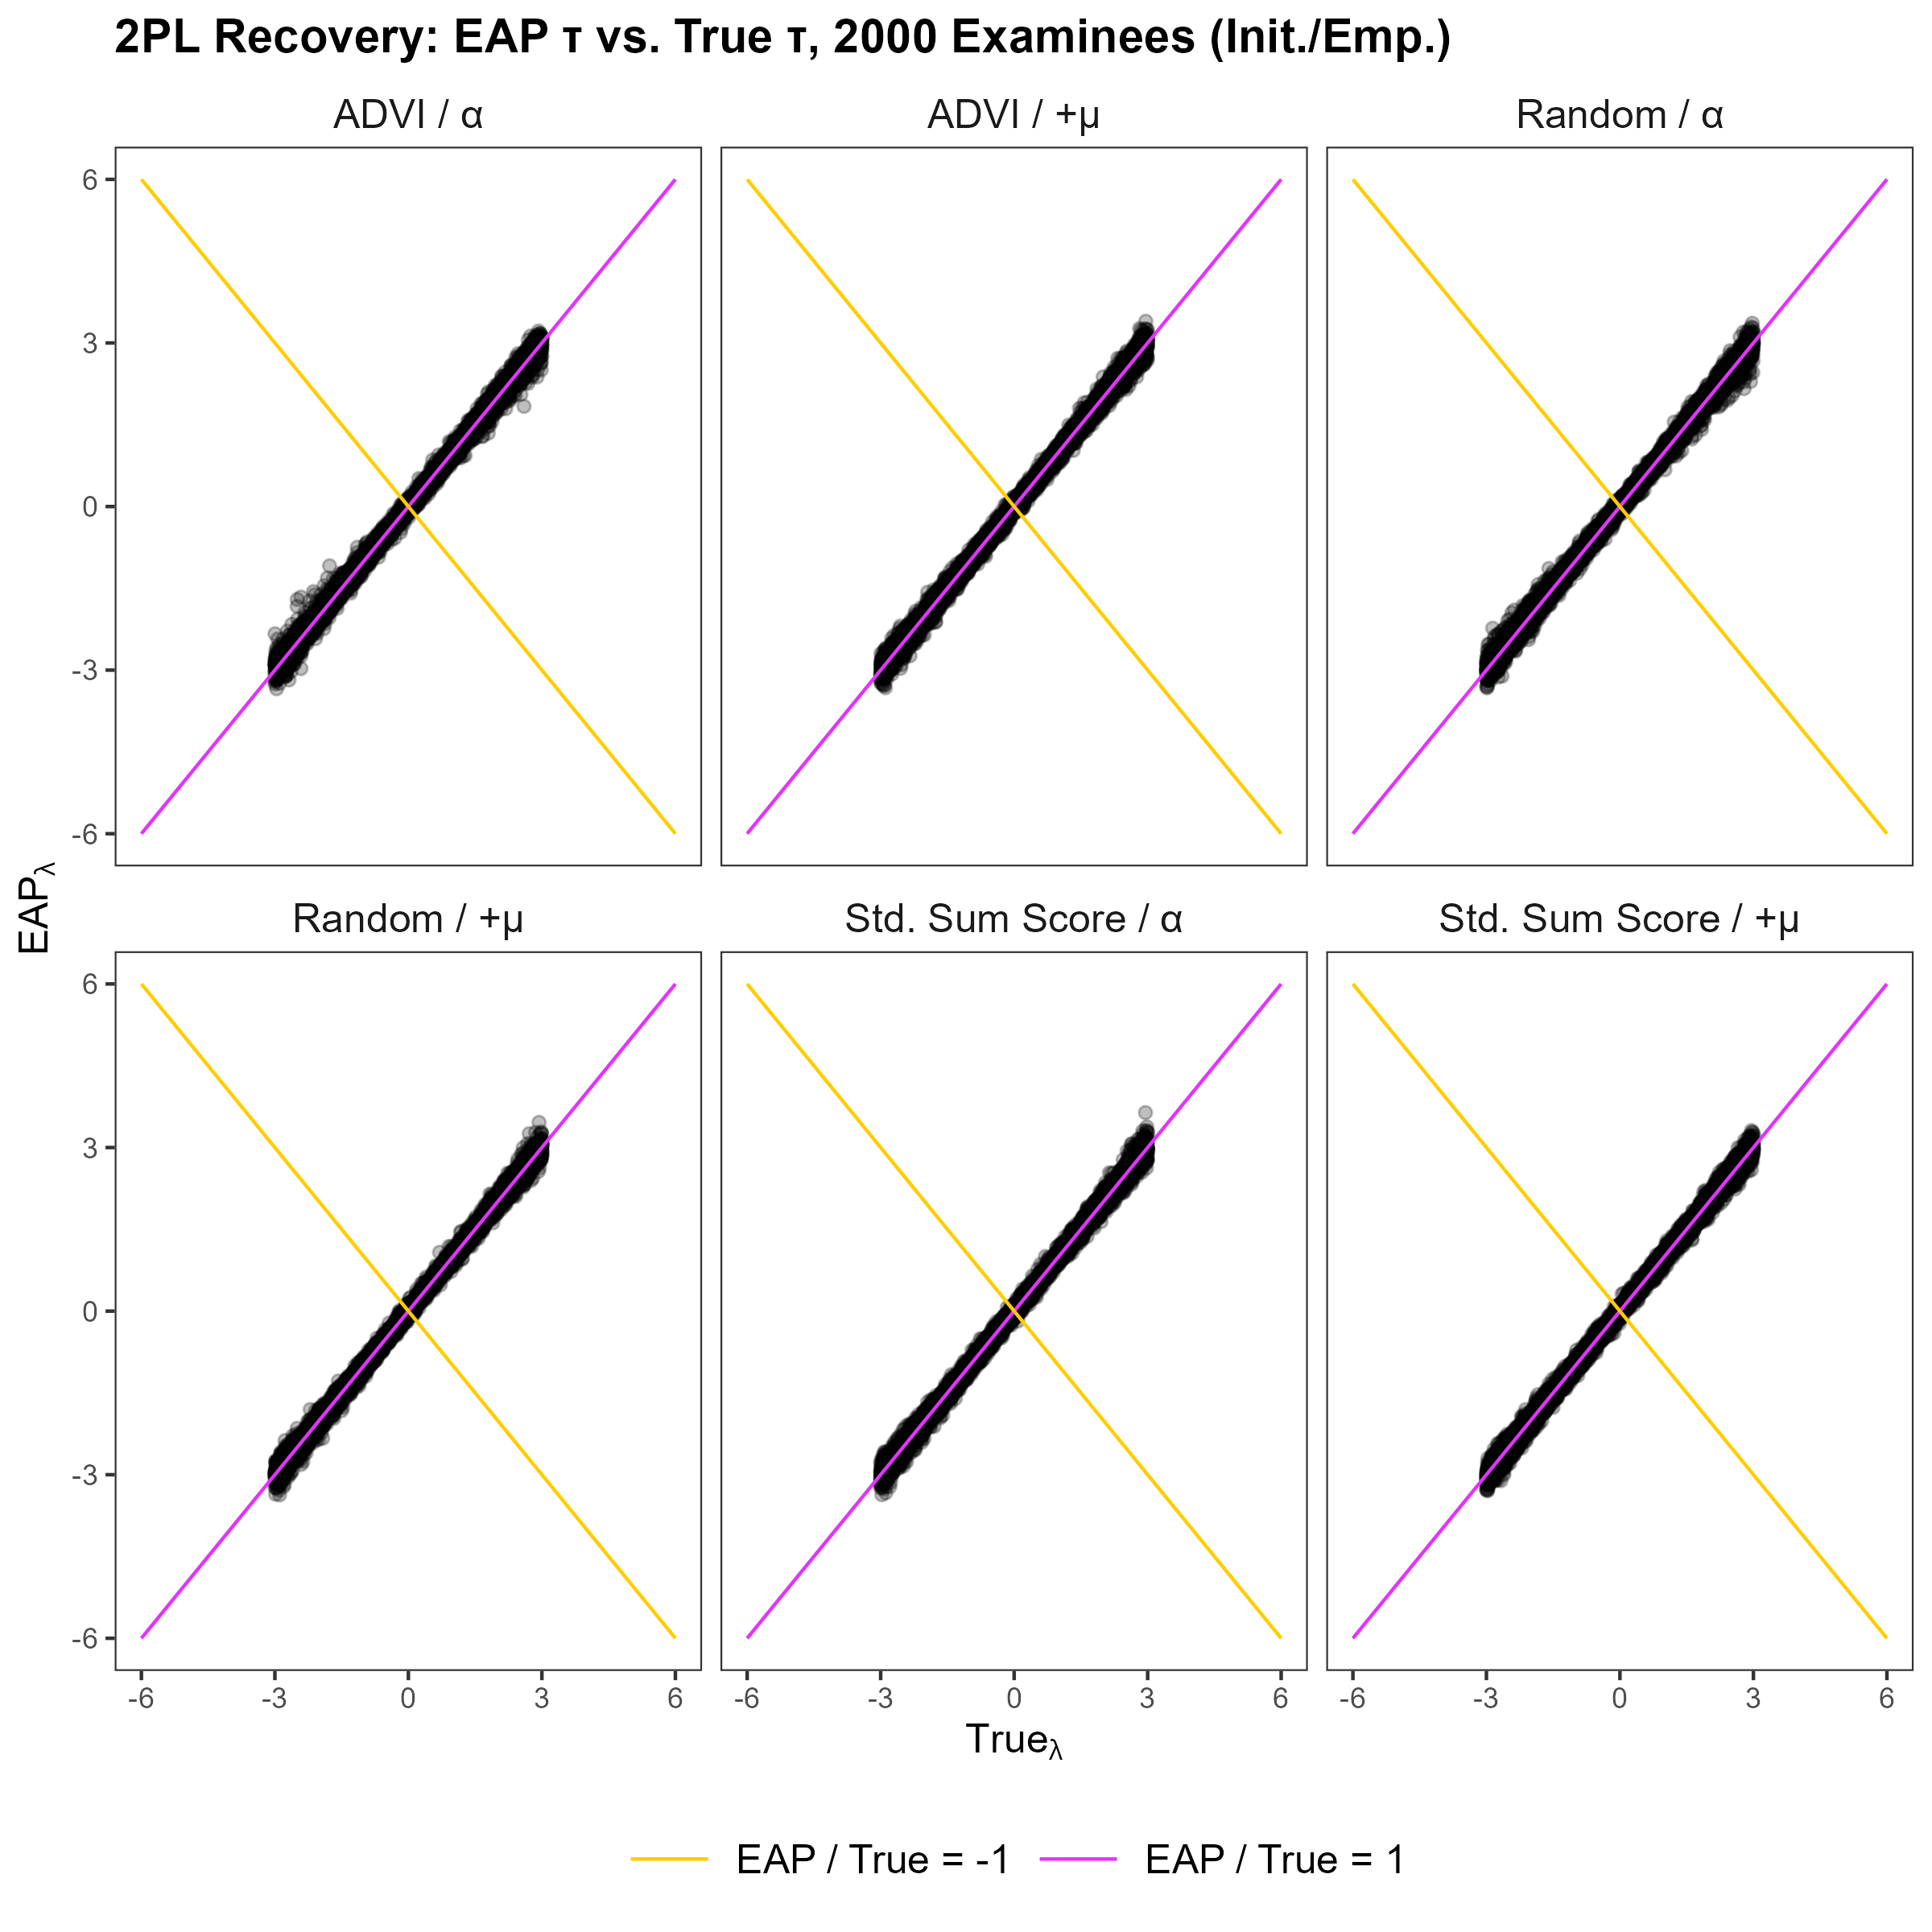 2PL Recovery: EAP τ vs. True τ, 2000 Examinees (Init./Emp.)
ADVI / α
ADVI / +μ
Random / α
6
3
0
-3
-6
EAPλ
Random / +μ
Std. Sum Score / α
Std. Sum Score / +μ
6
3
0
-3
-6
-6 -3 0 3 6
-6 -3 0 3 6
-6 -3 0 3 6
Trueλ
EAP / True = -1
EAP / True = 1